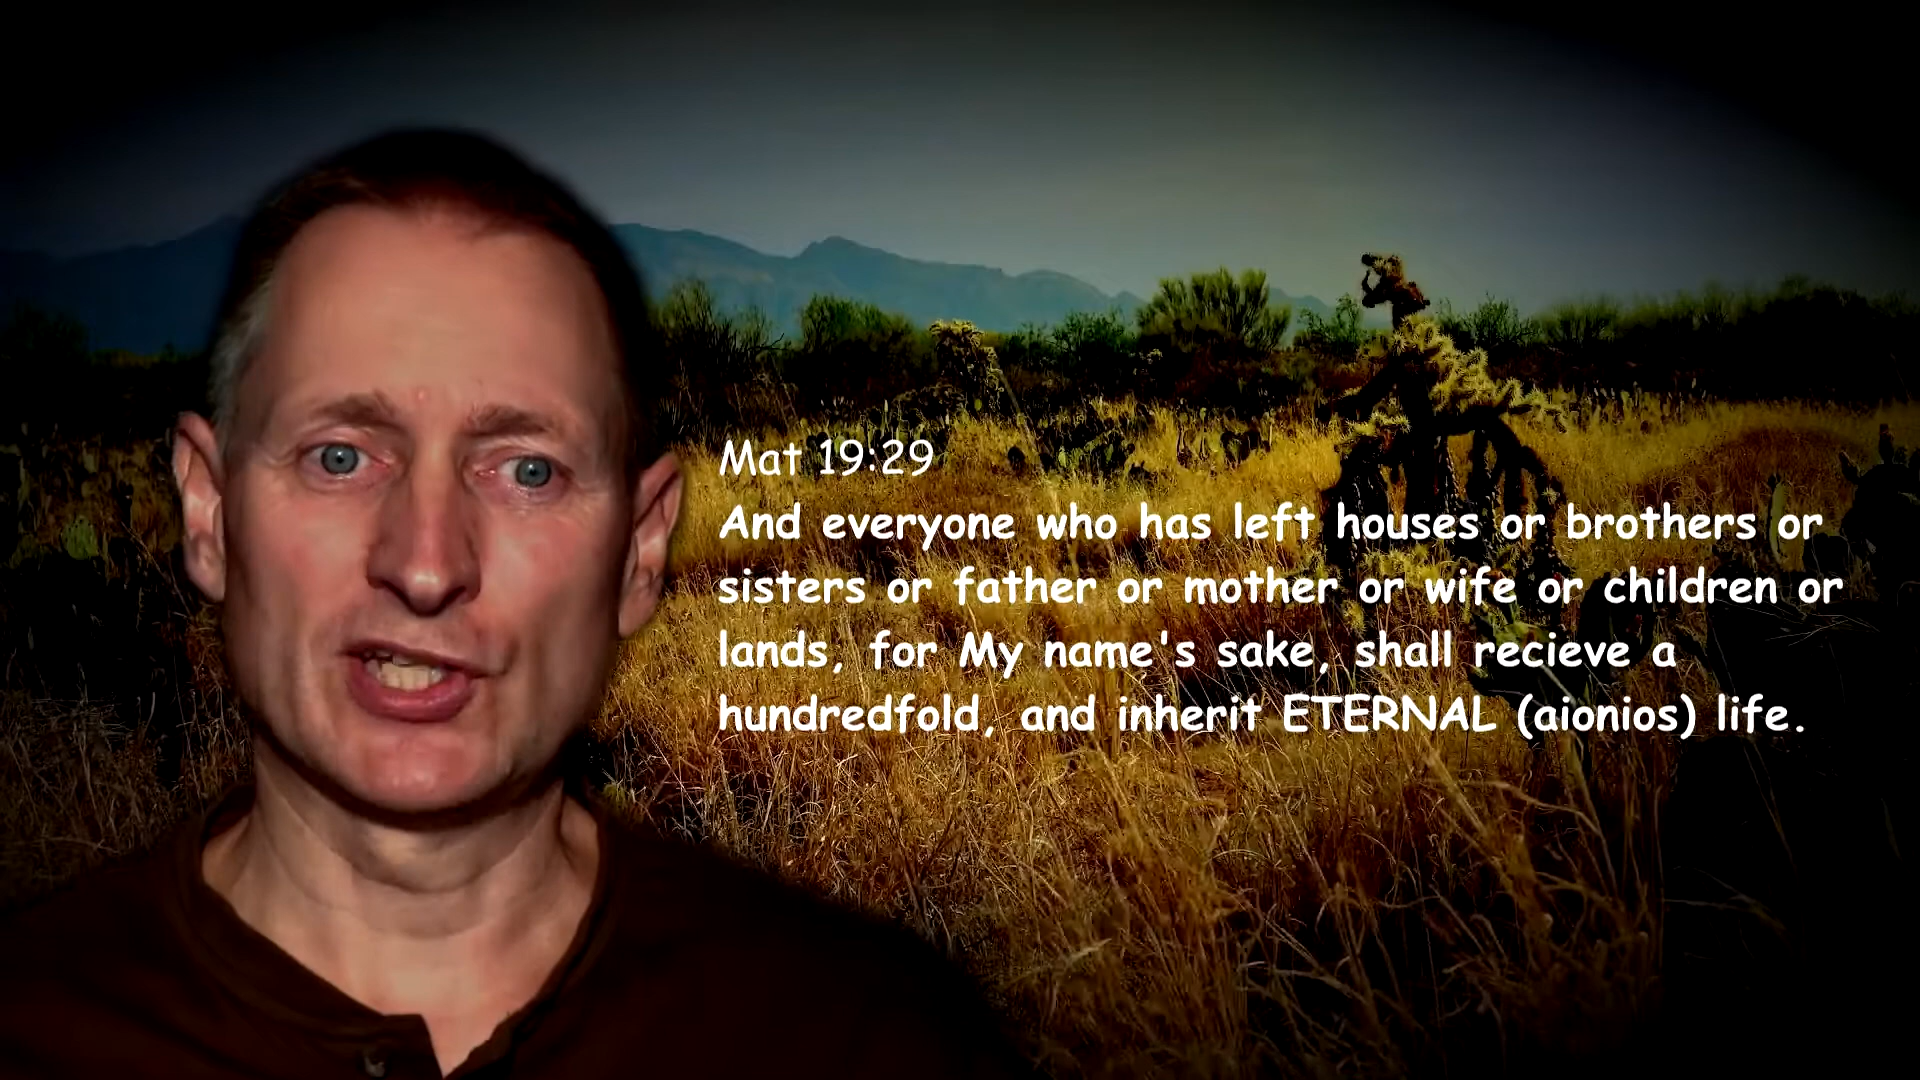 Mat 19:29
And everyone who has left houses or brothers or
sisters or father or mother or wife or children or
lands, for My name's sake, shall recieve a
hundredfold, and inherit ETERNAL (aionios) life.